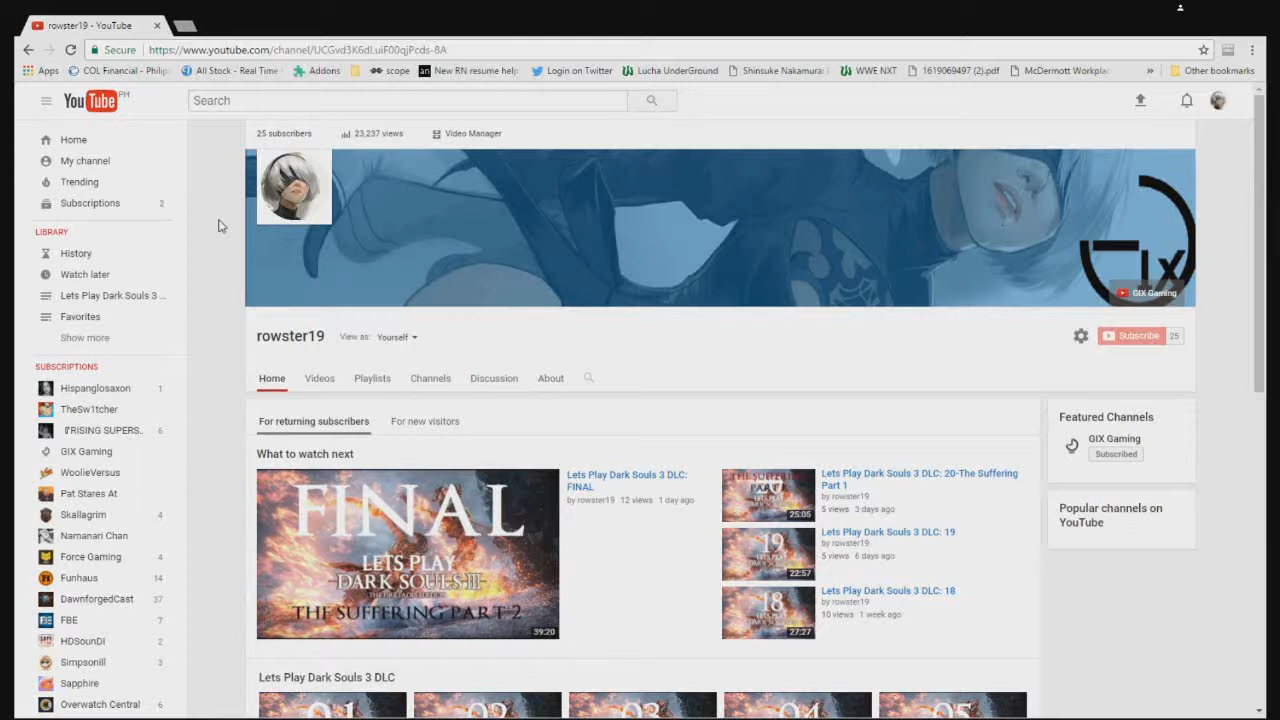 rowster19 - YouTube
Secure https://www.youtube.com/channel/UCGvd3K6dLuiF00qjPcds-8A
Apps COL Financial - Philip All Stock - Real Time Addons scope New RN resume help Login on Twitter Lucha UnderGround Shinsuke Nakamura WWE NXT 1619069497 (2).pdf McDermott Workplac » Other bookmarks
YouTube PH
Search
Home
My channel
Trending
Subscriptions 2
LIBRARY
History
Watch later
Lets Play Dark Souls 3 ...
Favorites
Show more
SUBSCRIPTIONS
Hispanglosaxon 1
TheSw1tcher
RISING SUPERS.. 6
GIX Gaming
WoolieVersus
Pat Stares At
Skallagrim 4
Namanari Chan
Force Gaming 4
Funhaus 14
DawnforgedCast 37
FBE 7
HDSounDI 2
Simpsonill 3
Sapphire
Overwatch Central 6
25 subscribers 23,237 views Video Manager
GIX
GIX Gaming
rowster19 View as: Yourself
Subscribe 25
Home Videos Playlists Channels Discussion About
For returning subscribers For new visitors
What to watch next
FINAL
LETS PLAY
DARK SOULS III
THE SUFFERING PART 2
39:20
Lets Play Dark Souls 3 DLC:
FINAL
by rowster19 12 views 1 day ago
THE SUFFERING
25:05
Lets Play Dark Souls 3 DLC: 20-The Suffering
Part 1
by rowster19
5 views 3 days ago
19
22:57
Lets Play Dark Souls 3 DLC: 19
by rowster19
5 views 6 days ago
18
27:27
Lets Play Dark Souls 3 DLC: 18
by rowster19
10 views 1 week ago
Featured Channels
GIX Gaming
Subscribed
Popular channels on
YouTube
Lets Play Dark Souls 3 DLC
01 02 03 04 05